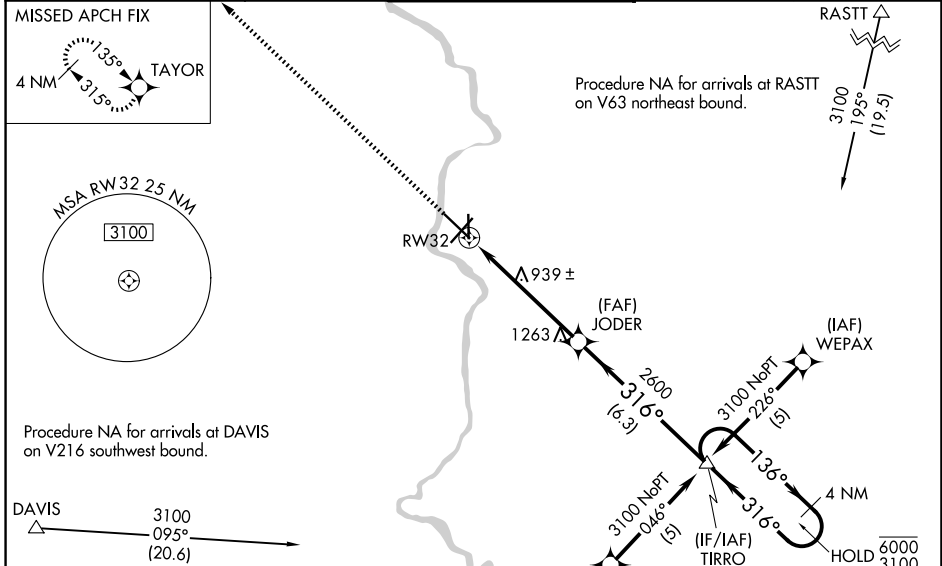 MISSED APCH FIX
135°
TAYOR
4 NM
315°
RASTT
Procedure NA for arrivals at RASTT
on V63 northeast bound.
3100
195°
(19.5)
MSA RW32 25 NM
3100
RW32
939 ±
(FAF)
JODER
1263
(IAF)
WEPAX
2600
316°
(6.3)
3100 NoPT
226°
(5)
Procedure NA for arrivals at DAVIS
on V216 southwest bound.
136°
4 NM
316°
DAVIS
3100
095°
(20.6)
3100 NoPT
046°
(5)
(IF/IAF)
TIRRO
HOLD 6000
3100